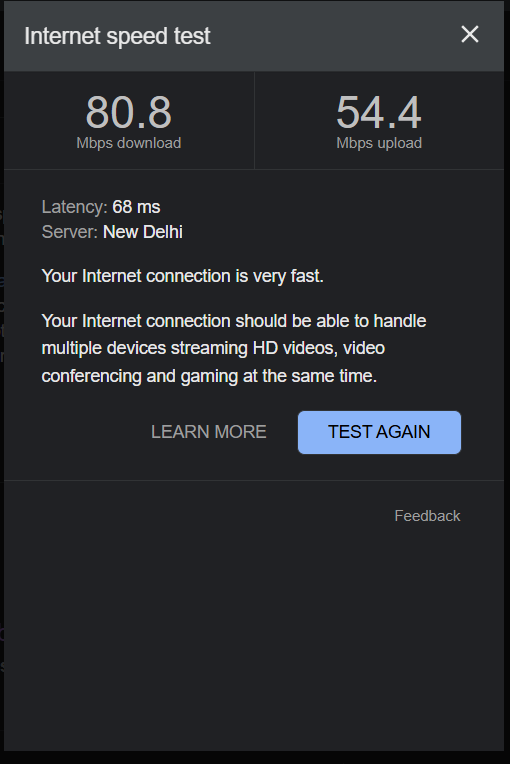 Internet speed test
80.8
Mbps download
54.4
Mbps upload
Latency: 68 ms
Server: New Delhi
Your Internet connection is very fast.
Your Internet connection should be able to handle
multiple devices streaming HD videos, video
conferencing and gaming at the same time.
LEARN MORE
TEST AGAIN
Feedback